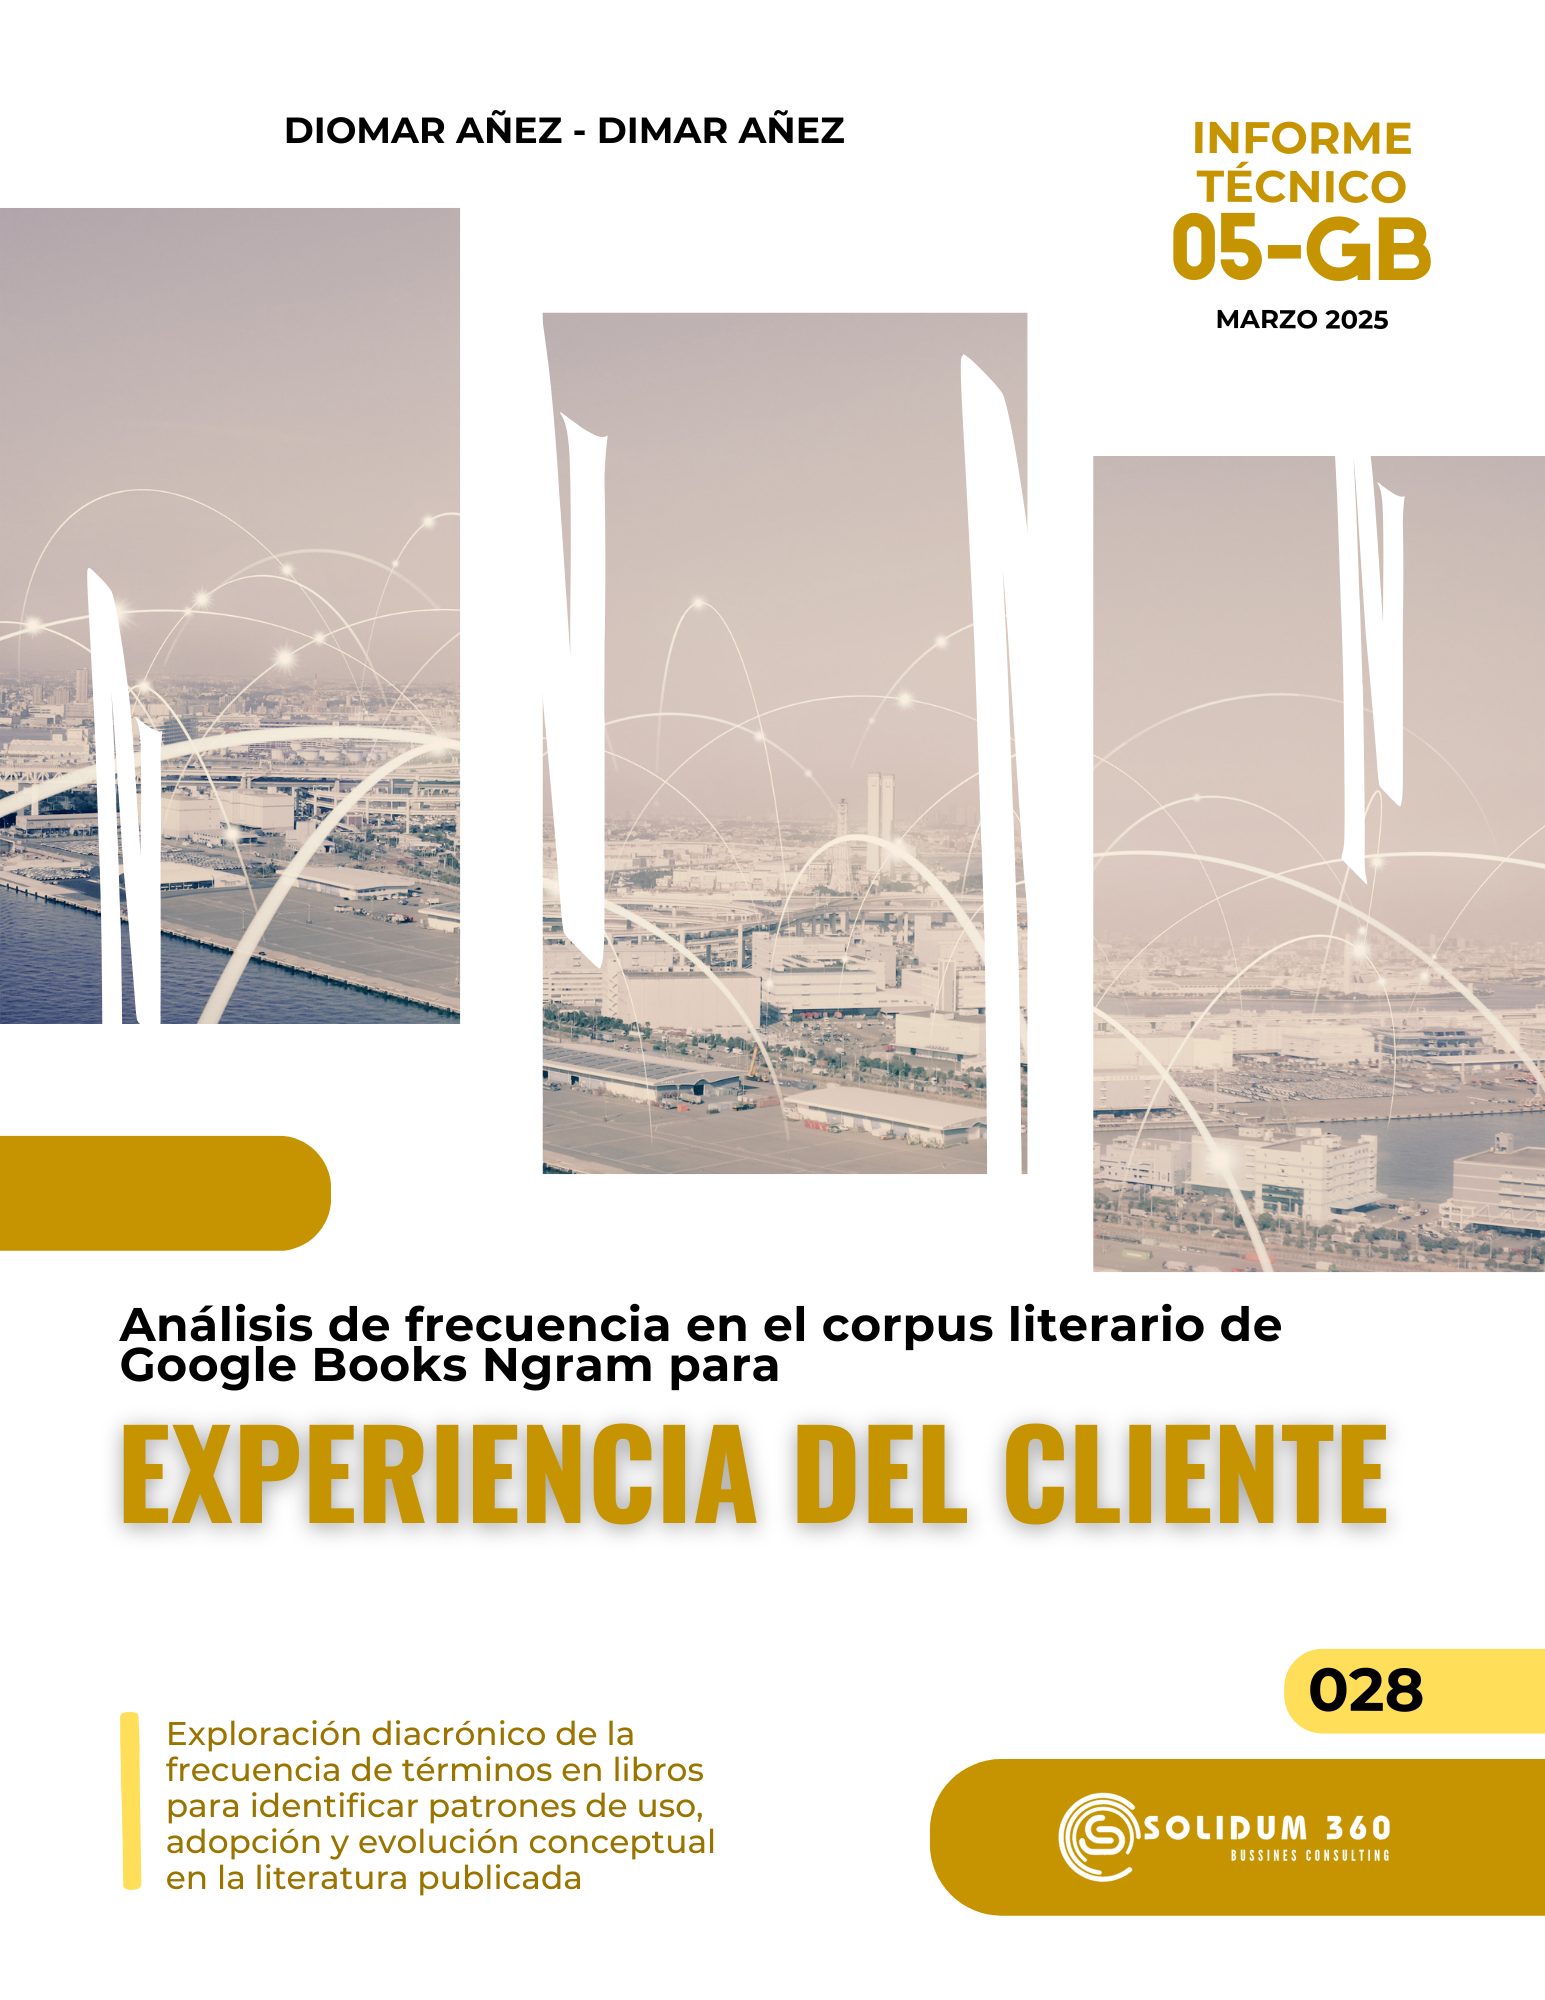 DIOMAR AÑEZ - DIMAR AÑEZ
INFORME
TÉCNICO
05-GB
MARZO 2025
Análisis de frecuencia en el corpus literario de
Google Books Ngram para
EXPERIENCIA DEL CLIENTE
028
Exploración diacrónico de la
frecuencia de términos en libros
para identificar patrones de uso,
adopción y evolución conceptual
en la literatura publicada
SOLIDUM 360
BUSSINES CONSULTING